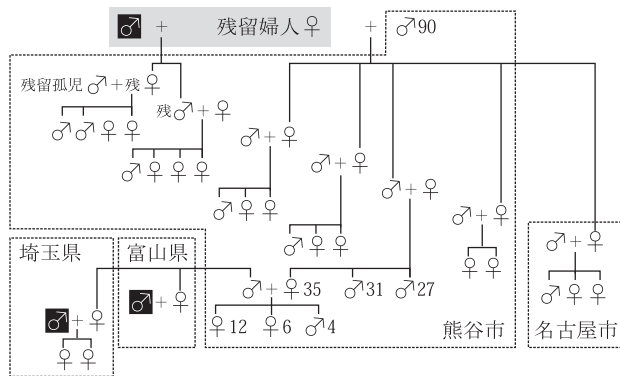 ♂ + 残留婦人♀ + ♂90
残留孤児 ♂+残♀
残♂+♀
♂♂♀♀
♂♀♀♀
♂+♀
♂+♀
♂+♀
♂♀♀
♂+♀
♂+♀
♂♀♀
♀♀
♂♀♀
埼玉県
富山県
♂+♀
♂+♀
♂+♀35 ♂31 ♂27
♀12 ♀6 ♂4
♀♀
熊谷市
名古屋市